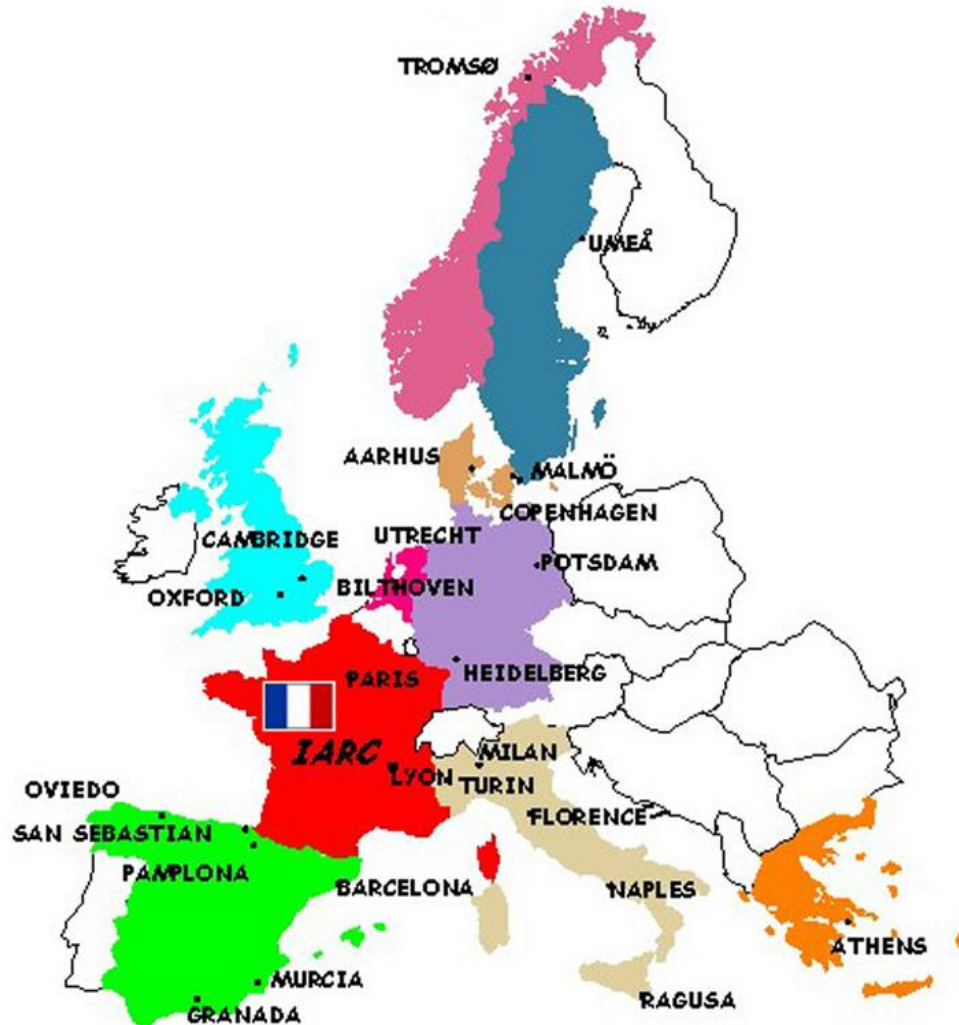 TROMSØ
UMEÅ
AARHUS
MALMÖ
COPENHAGEN
UTRECHT
CAMBRIDGE
POTSDAM
BILTHOVEN
OXFORD
HEIDELBERG
PARIS
IARC
MILAN
LYON
TURIN
OVIEDO
FLORENCE
SAN SEBASTIAN
PAMPLONA
BARCELONA
NAPLES
ATHENS
MURCIA
RAGUSA
GRANADA